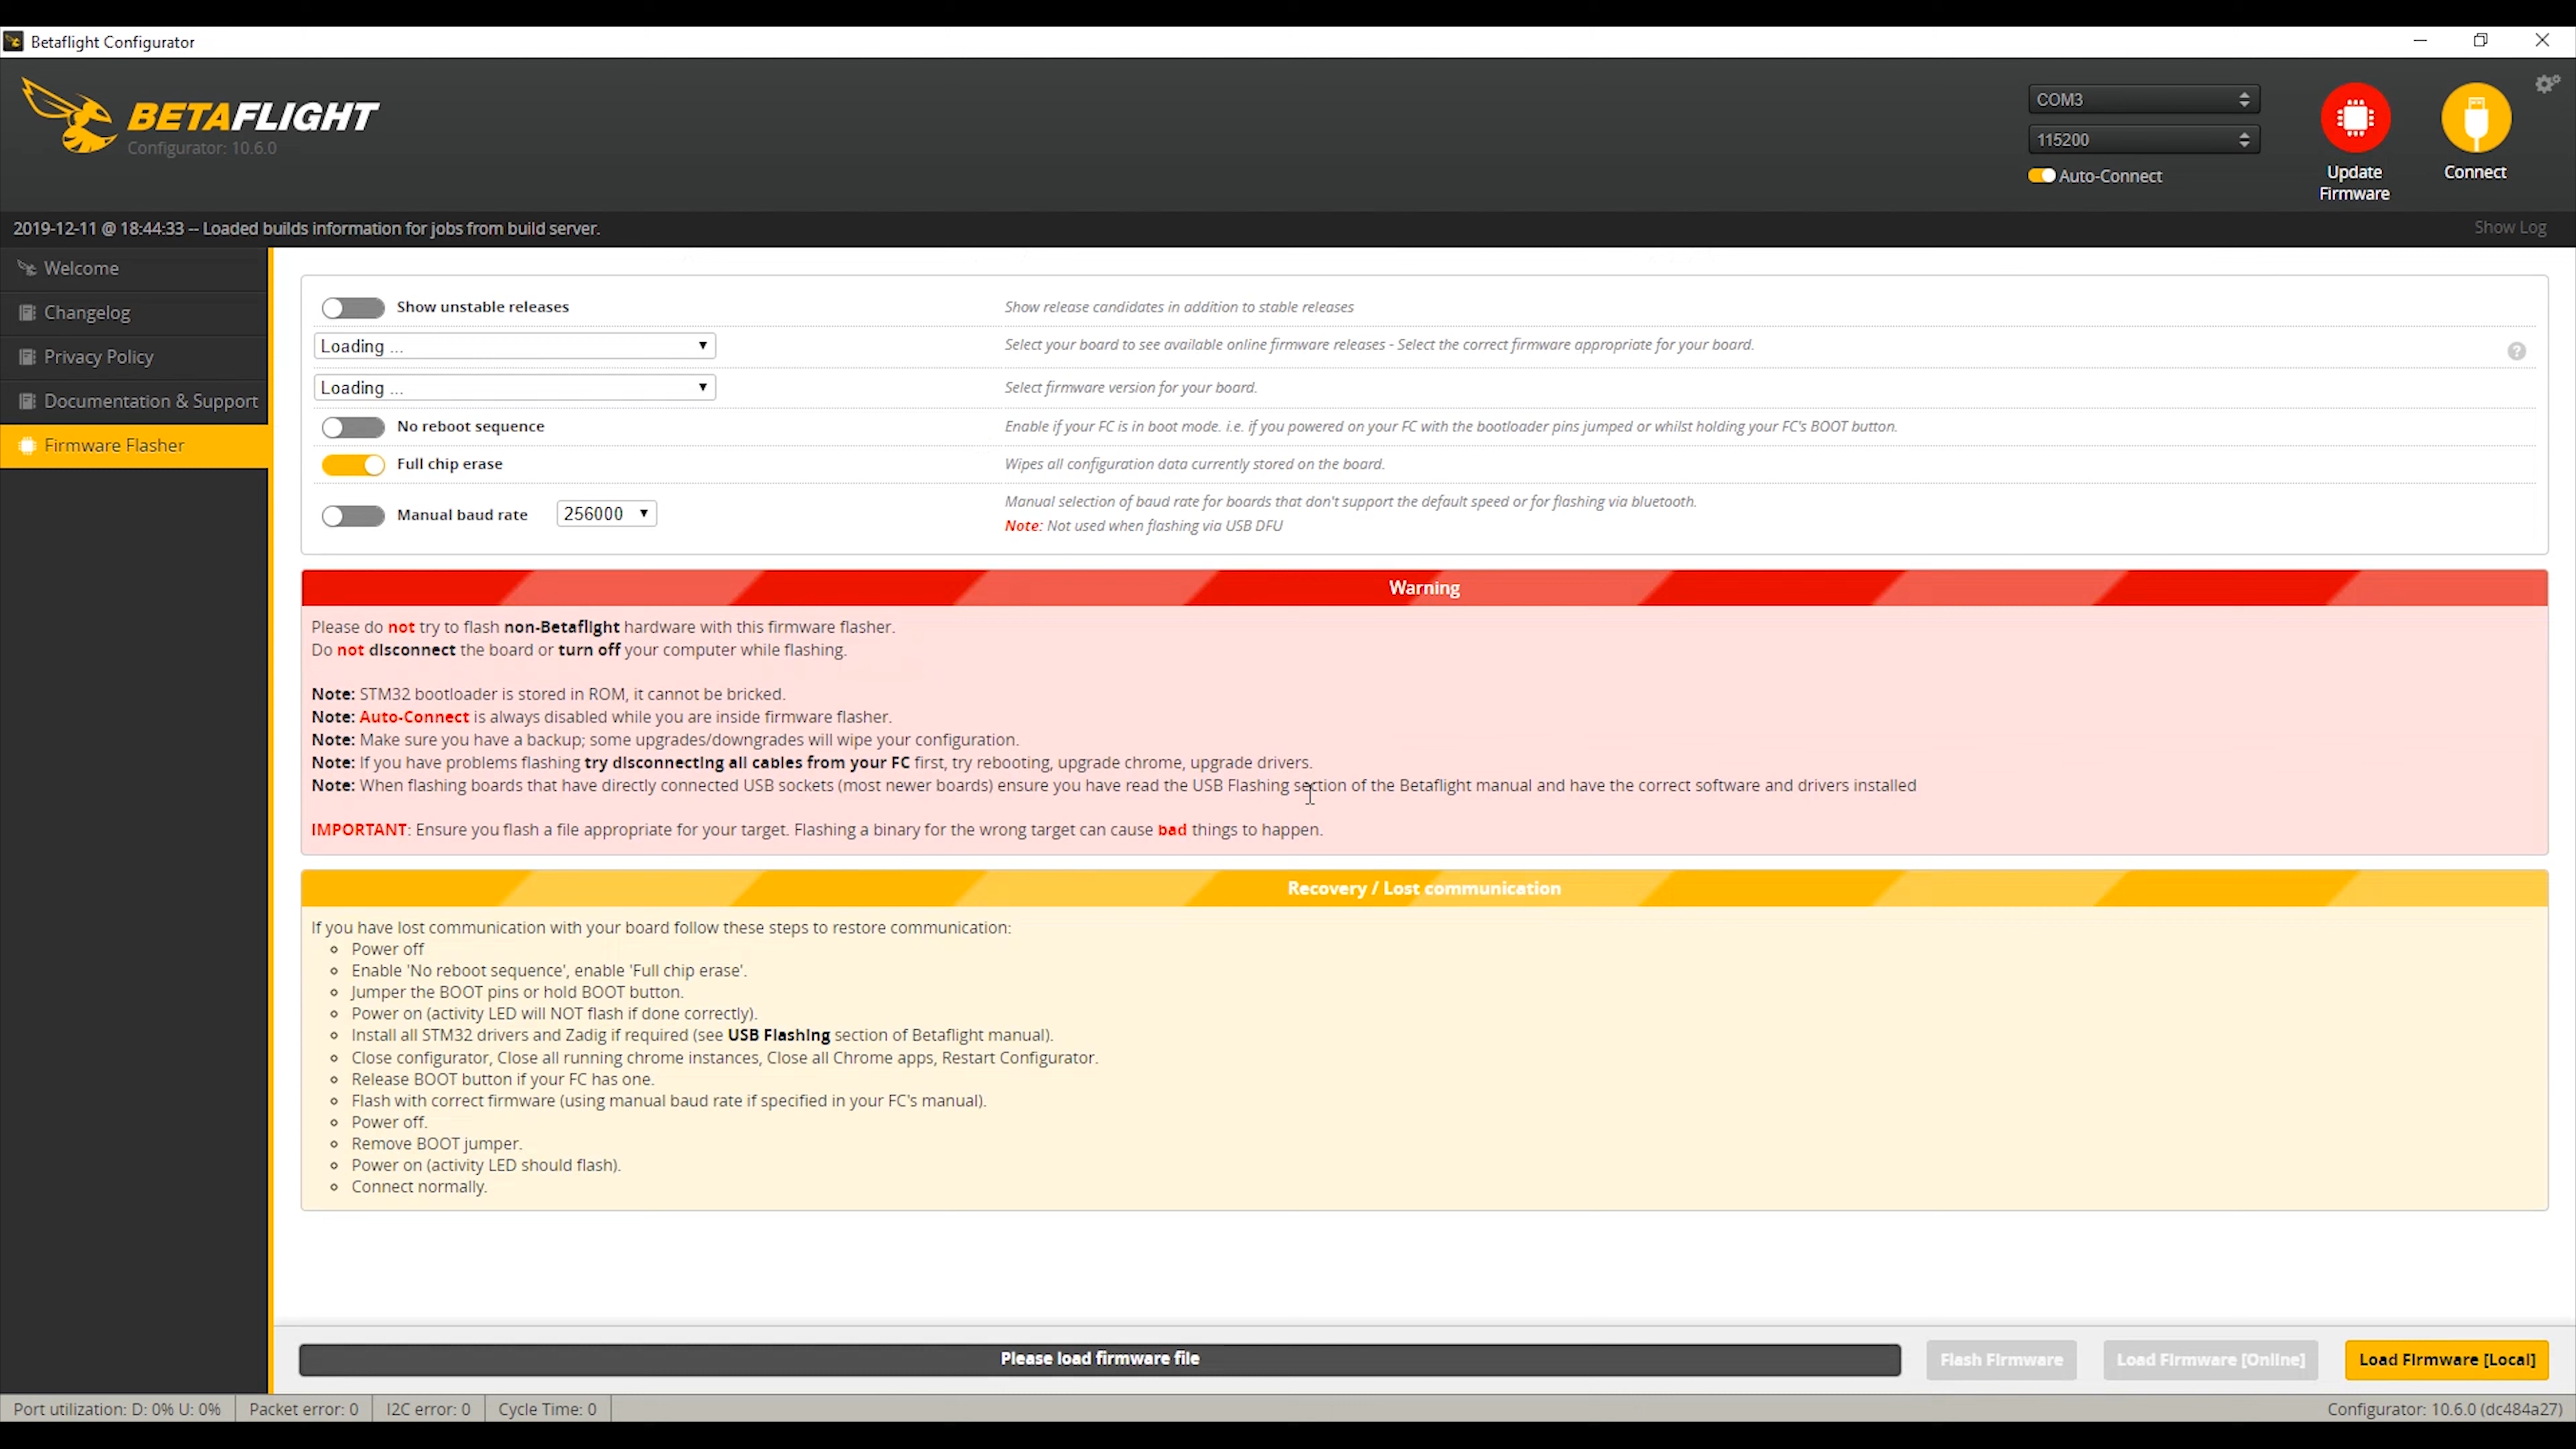 Betaflight Configurator
BETAFLIGHT
Configurator: 10.6.0
COM3
115200
Auto-Connect
Update
Firmware
Connect
2019-12-11 @ 18:44:33 -- Loaded builds information for jobs from build server.
Show Log
Welcome
Changelog
Privacy Policy
Documentation & Support
Firmware Flasher
Show unstable releases
Show release candidates in addition to stable releases
Loading ...
Select your board to see available online firmware releases - Select the correct firmware appropriate for your board.
?
Loading ...
Select firmware version for your board.
No reboot sequence
Enable if your FC is in boot mode. i.e. if you powered on your FC with the bootloader pins jumped or whilst holding your FC's BOOT button.
Full chip erase
Wipes all configuration data currently stored on the board.
Manual baud rate
256000
Manual selection of baud rate for boards that don't support the default speed or for flashing via bluetooth.
Note: Not used when flashing via USB DFU
Warning
Please do not try to flash non-Betaflight hardware with this firmware flasher.
Do not disconnect the board or turn off your computer while flashing.
Note: STM32 bootloader is stored in ROM, it cannot be bricked.
Note: Auto-Connect is always disabled while you are inside firmware flasher.
Note: Make sure you have a backup; some upgrades/downgrades will wipe your configuration.
Note: If you have problems flashing try disconnecting all cables from your FC first, try rebooting, upgrade chrome, upgrade drivers.
Note: When flashing boards that have directly connected USB sockets (most newer boards) ensure you have read the USB Flashing section of the Betaflight manual and have the correct software and drivers installed
IMPORTANT: Ensure you flash a file appropriate for your target. Flashing a binary for the wrong target can cause bad things to happen.
Recovery / Lost communication
If you have lost communication with your board follow these steps to restore communication:
Power off
Enable 'No reboot sequence', enable 'Full chip erase'.
Jumper the BOOT pins or hold BOOT button.
Power on (activity LED will NOT flash if done correctly).
Install all STM32 drivers and Zadig if required (see USB Flashing section of Betaflight manual).
Close configurator, Close all running chrome instances, Close all Chrome apps, Restart Configurator.
Release BOOT button if your FC has one.
Flash with correct firmware (using manual baud rate if specified in your FC's manual).
Power off.
Remove BOOT jumper.
Power on (activity LED should flash).
Connect normally.
Please load firmware file
Flash Firmware
Load Firmware [Online]
Load Firmware [Local]
Port utilization: D: 0% U: 0%
Packet error: 0
I2C error: 0
Cycle Time: 0
Configurator: 10.6.0 (dc484a27)